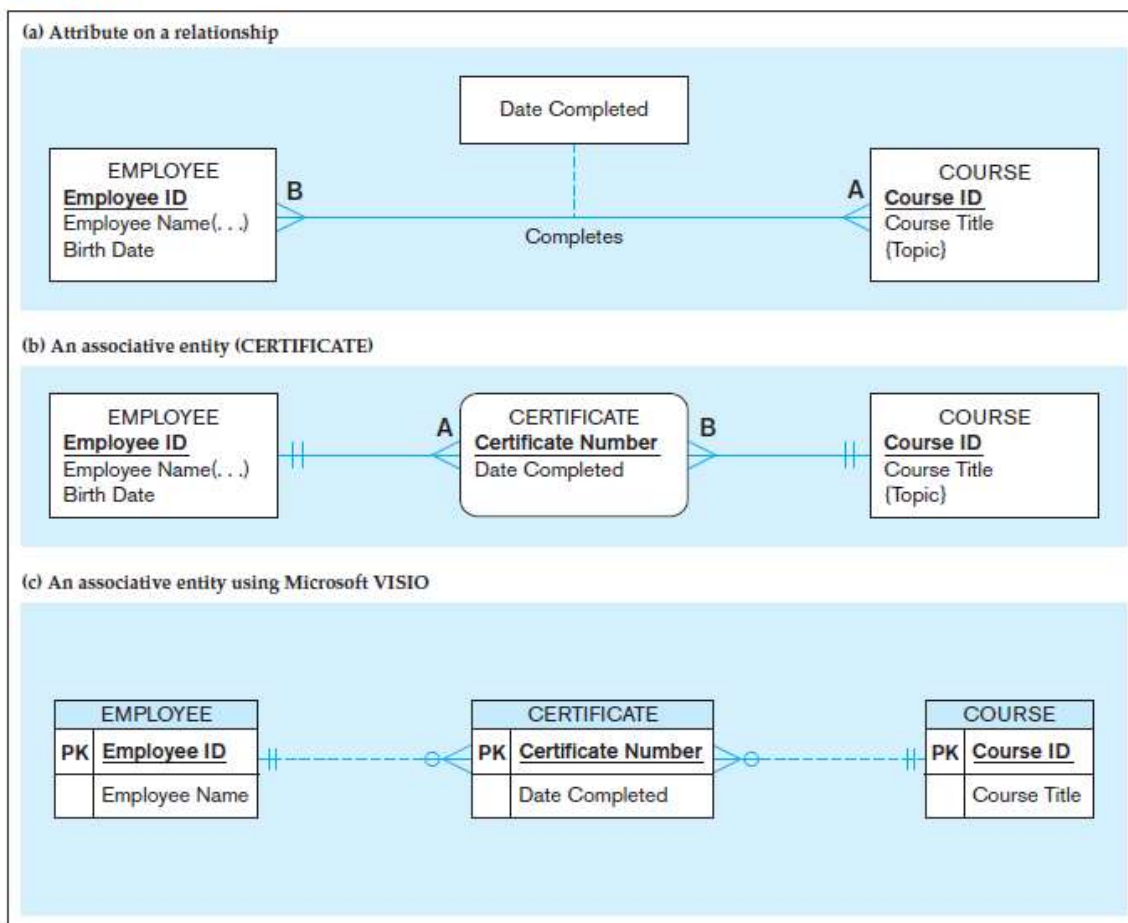 (a) Attribute on a relationship
Date Completed
EMPLOYEE
Employee ID
Employee Name(. . .)
Birth Date
B
Completes
A
COURSE
Course ID
Course Title
{Topic}
(b) An associative entity (CERTIFICATE)
EMPLOYEE
Employee ID
Employee Name(. . .)
Birth Date
A
CERTIFICATE
Certificate Number
Date Completed
B
COURSE
Course ID
Course Title
{Topic}
(c) An associative entity using Microsoft VISIO
EMPLOYEE
PK Employee ID
Employee Name
CERTIFICATE
PK Certificate Number
Date Completed
COURSE
PK Course ID
Course Title